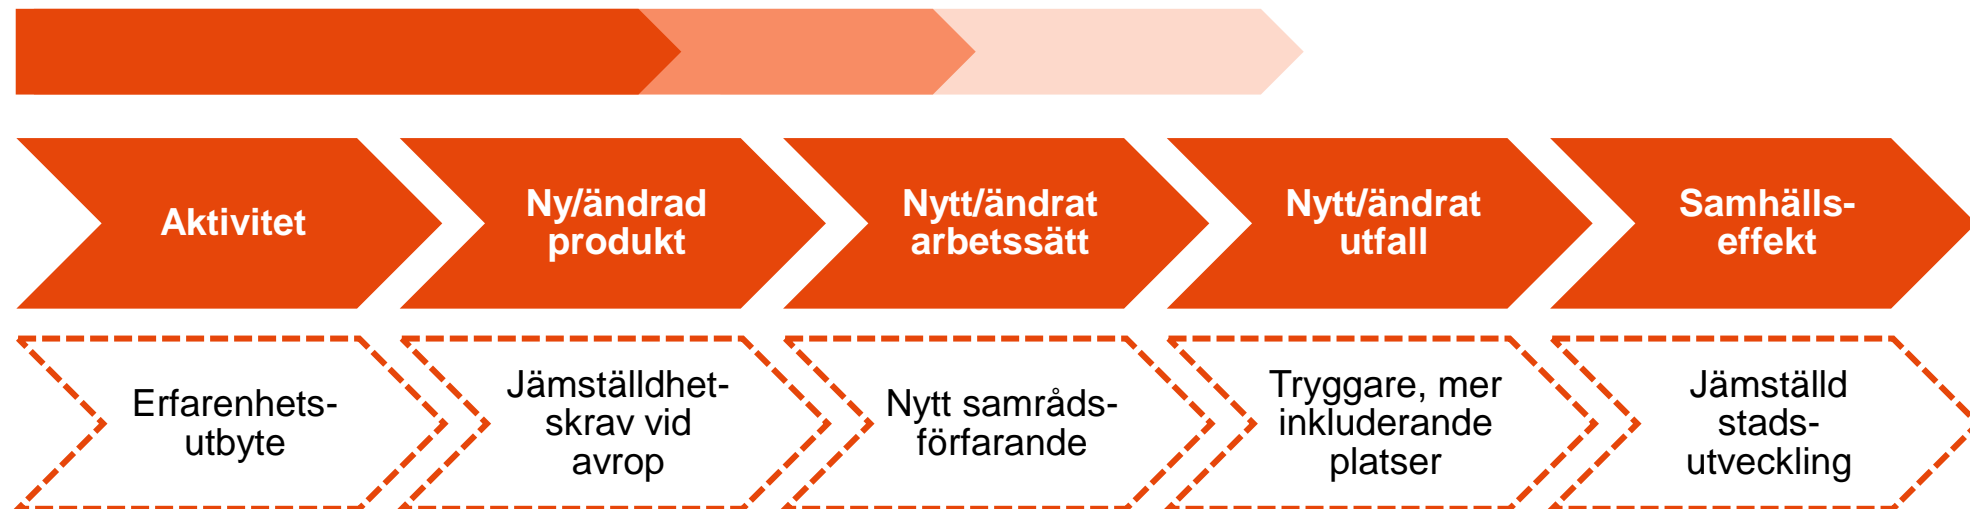 Aktivitet
Ny/ändrad
produkt
Nytt/ändrat
arbetssätt
Nytt/ändrat
utfall
Samhälls-
effekt
Erfarenhets-
utbyte
Jämställdhet-
skrav vid
avrop
Nytt samråds-
förfarande
Tryggare, mer
inkluderande
platser
Jämställd
stads-
utveckling